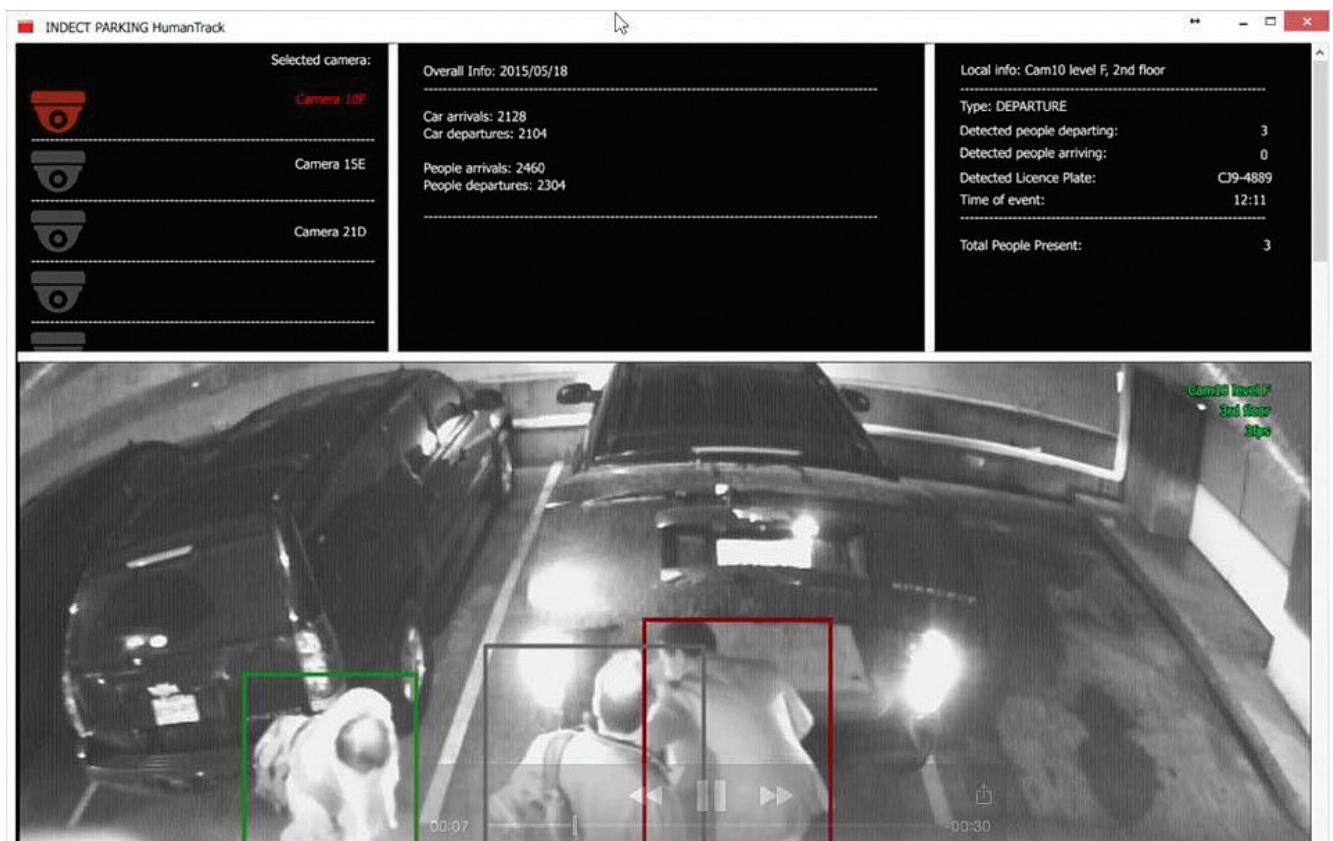 INDECT PARKING HumanTrack
Selected camera:
Camera 10F
Camera 15E
Camera 21D
Overall Info: 2015/05/18
Car arrivals: 2128
Car departures: 2104
People arrivals: 2460
People departures: 2304
Local info: Cam10 level F, 2nd floor
Type: DEPARTURE
Detected people departing: 3
Detected people arriving: 0
Detected Licence Plate: CJ9-4889
Time of event: 12:11
Total People Present: 3
Cam10 level F
3rd floor
3fps
00:07
-00:30